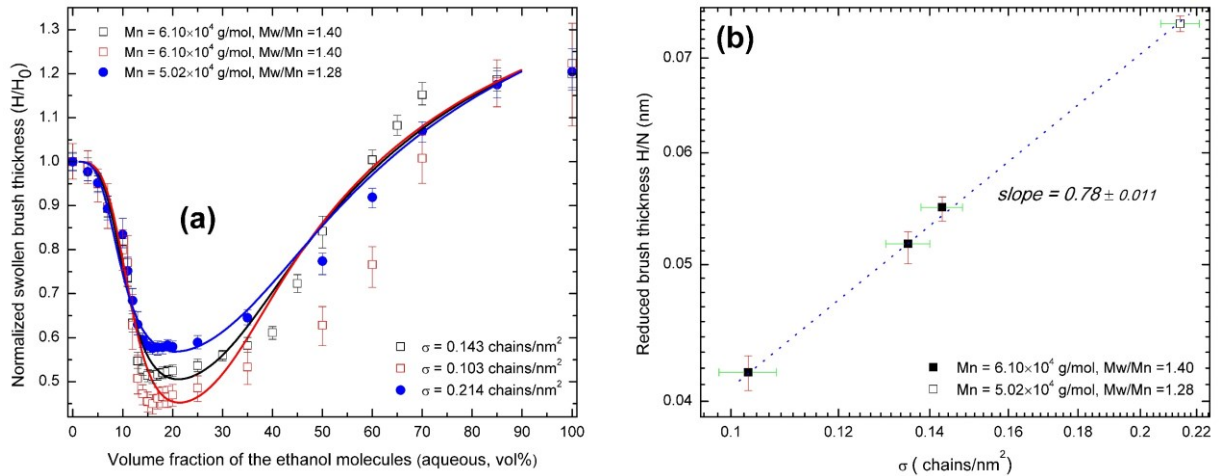 (a)
Mn = 6.10×10⁴ g/mol, Mw/Mn =1.40
Mn = 6.10×10⁴ g/mol, Mw/Mn =1.40
Mn = 5.02×10⁴ g/mol, Mw/Mn =1.28
Normalized swollen brush thickness (H/H₀)
1.3
1.2
1.1
1.0
0.9
0.8
0.7
0.6
0.5
0.4
σ = 0.143 chains/nm²
σ = 0.103 chains/nm²
σ = 0.214 chains/nm²
0 10 20 30 40 50 60 70 80 90 100
Volume fraction of the ethanol molecules (aqueous, vol%)
(b)
Reduced brush thickness H/N (nm)
0.07
0.06
0.05
0.04
slope = 0.78 ± 0.011
Mn = 6.10×10⁴ g/mol, Mw/Mn =1.40
Mn = 5.02×10⁴ g/mol, Mw/Mn =1.28
0.1 0.12 0.14 0.16 0.18 0.2 0.22
σ ( chains/nm²)